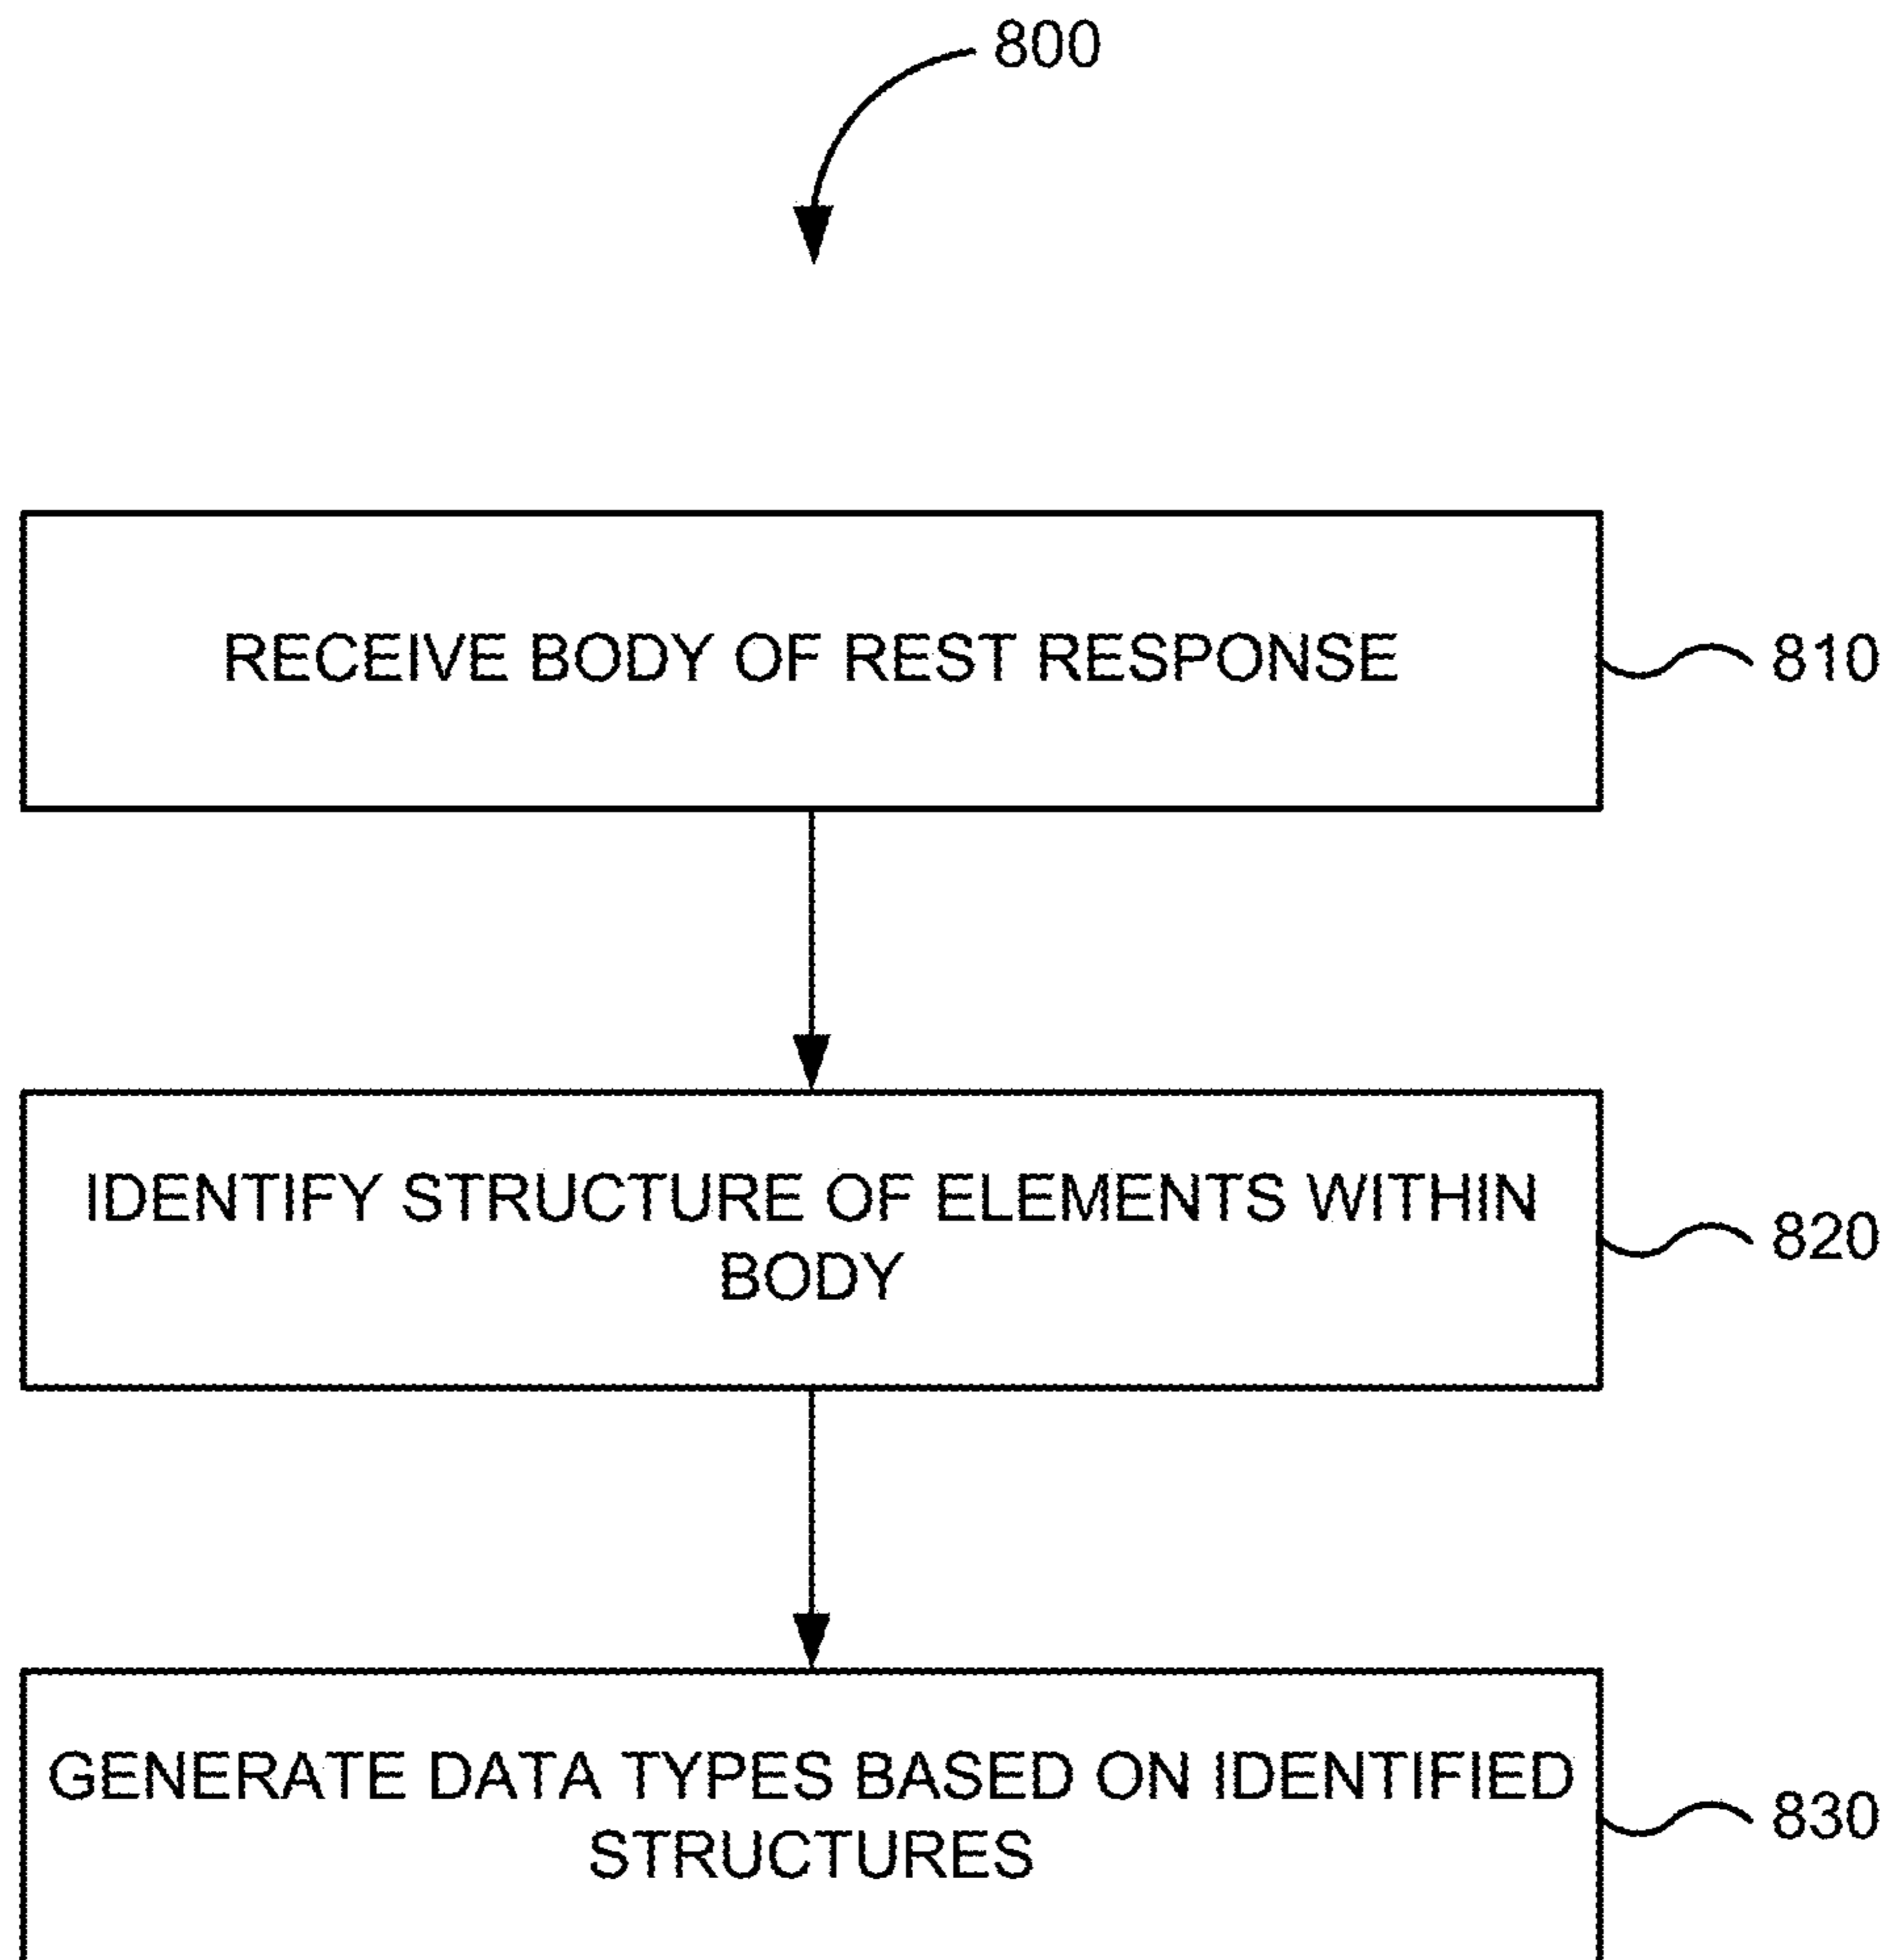 800
RECEIVE BODY OF REST RESPONSE
810
IDENTIFY STRUCTURE OF ELEMENTS WITHIN
BODY
820
GENERATE DATA TYPES BASED ON IDENTIFIED
STRUCTURES
830